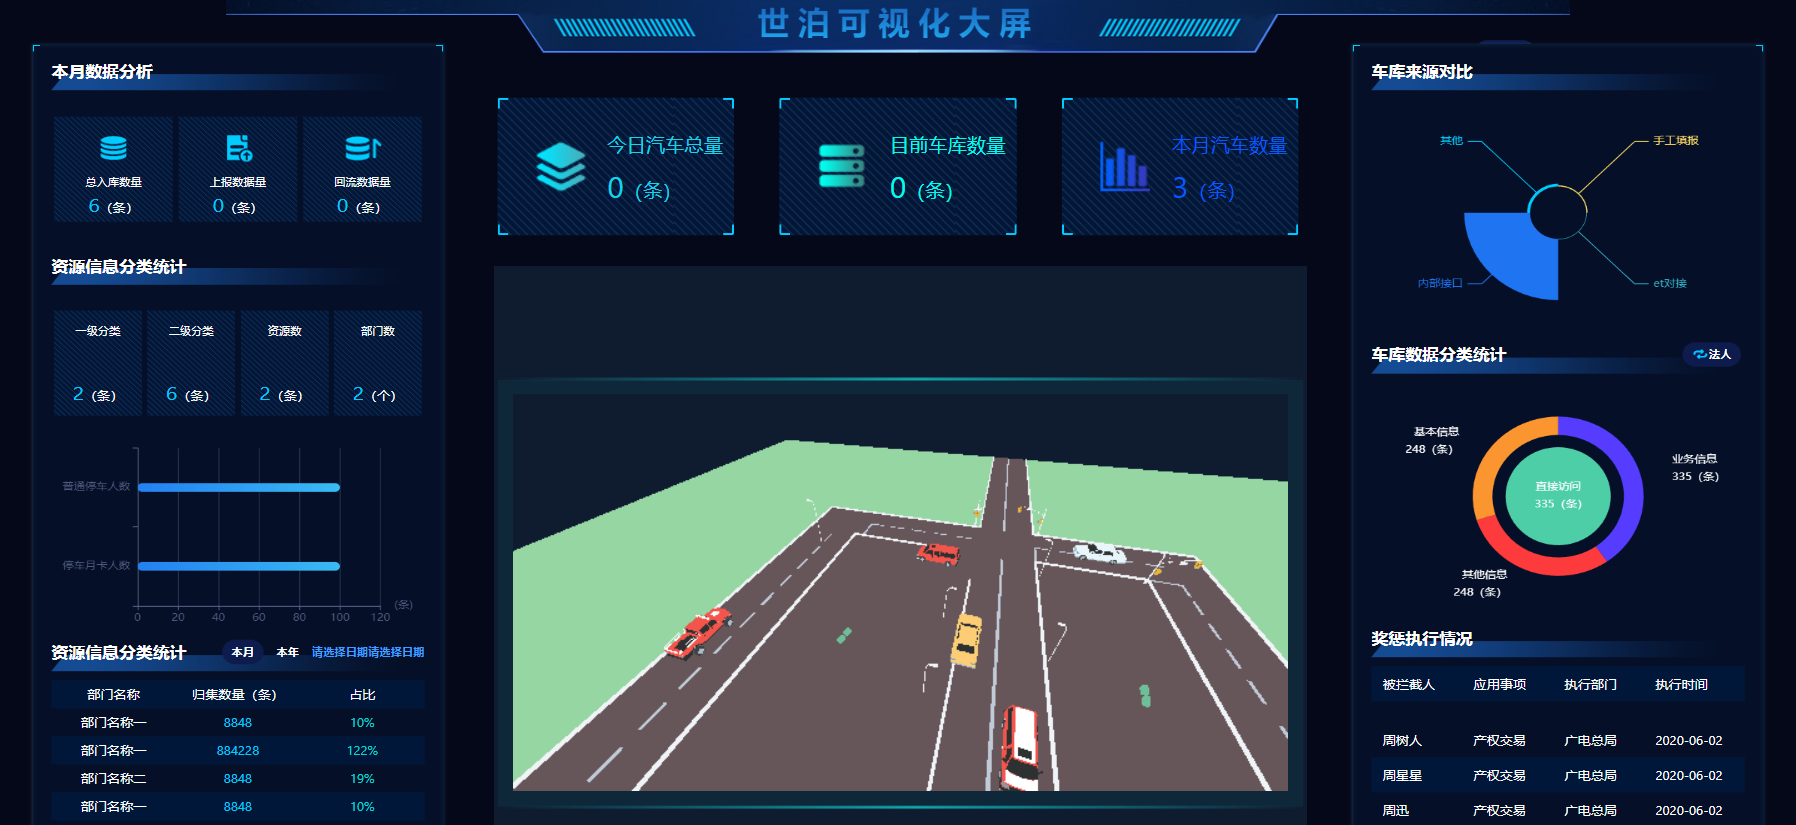 世泊可视化大屏
本月数据分析
总入库数量
6（条）
上报数据量
0（条）
回流数据量
0（条）
资源信息分类统计
一级分类
2（条）
二级分类
6（条）
资源数
2（条）
部门数
2（个）
普通停车人数
停车月卡人数
0 20 40 60 80 100 120
(条)
资源信息分类统计
本月 本年 请选择日期请选择日期
部门名称 归集数量（条） 占比
部门名称一 8848 10%
部门名称一 884228 122%
部门名称二 8848 19%
部门名称一 8848 10%
今日汽车总量
0（条）
目前车库数量
0（条）
本月汽车数量
3（条）
车库来源对比
其他
手工填报
内部接口
et对接
车库数据分类统计
法人
基本信息
248（条）
业务信息
335（条）
直接访问
335（条）
其他信息
248（条）
奖惩执行情况
被拦截人 应用事项 执行部门 执行时间
周树人 产权交易 广电总局 2020-06-02
周星星 产权交易 广电总局 2020-06-02
周迅 产权交易 广电总局 2020-06-02